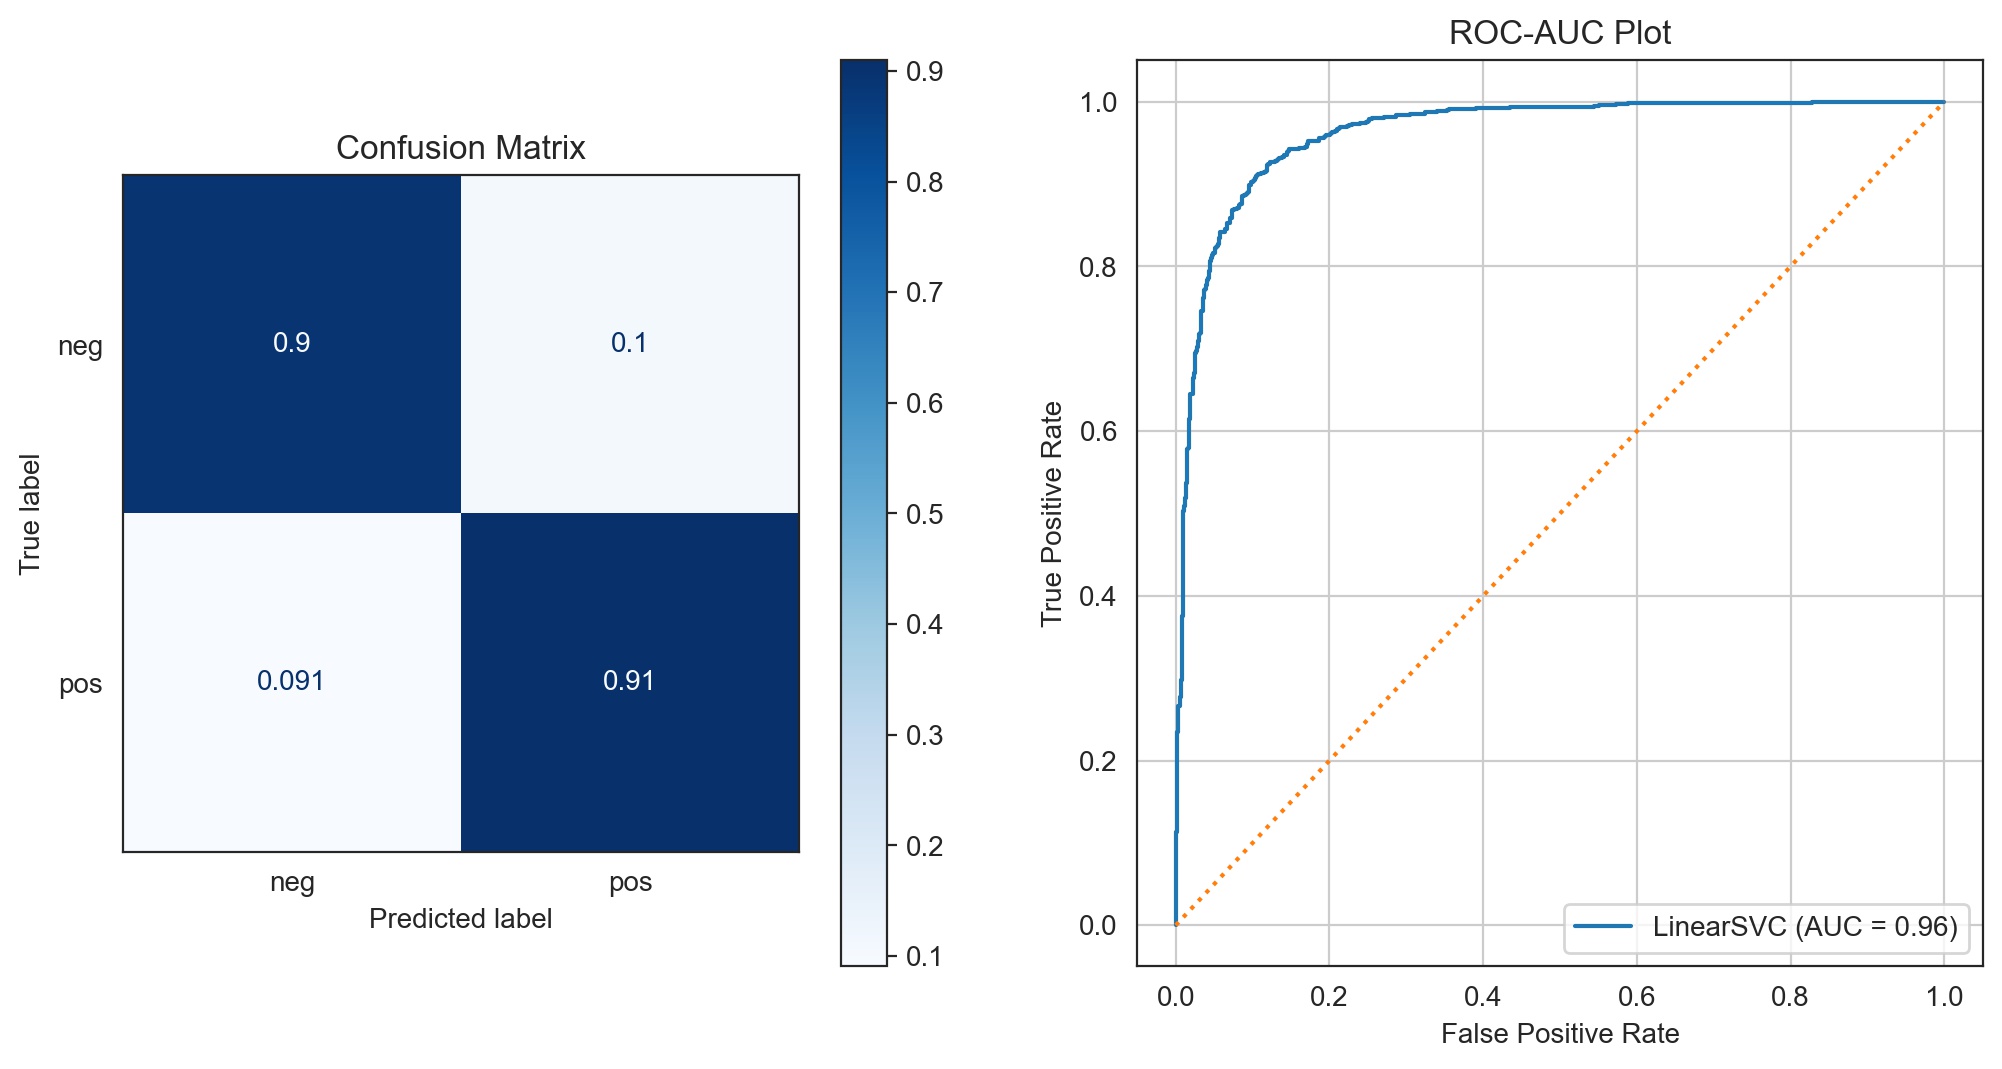 Confusion Matrix
True label
neg
pos
0.9
0.1
0.091
0.91
neg
pos
Predicted label
0.9
0.8
0.7
0.6
0.5
0.4
0.3
0.2
0.1
ROC-AUC Plot
True Positive Rate
1.0
0.8
0.6
0.4
0.2
0.0
LinearSVC (AUC = 0.96)
0.0
0.2
0.4
0.6
0.8
1.0
False Positive Rate